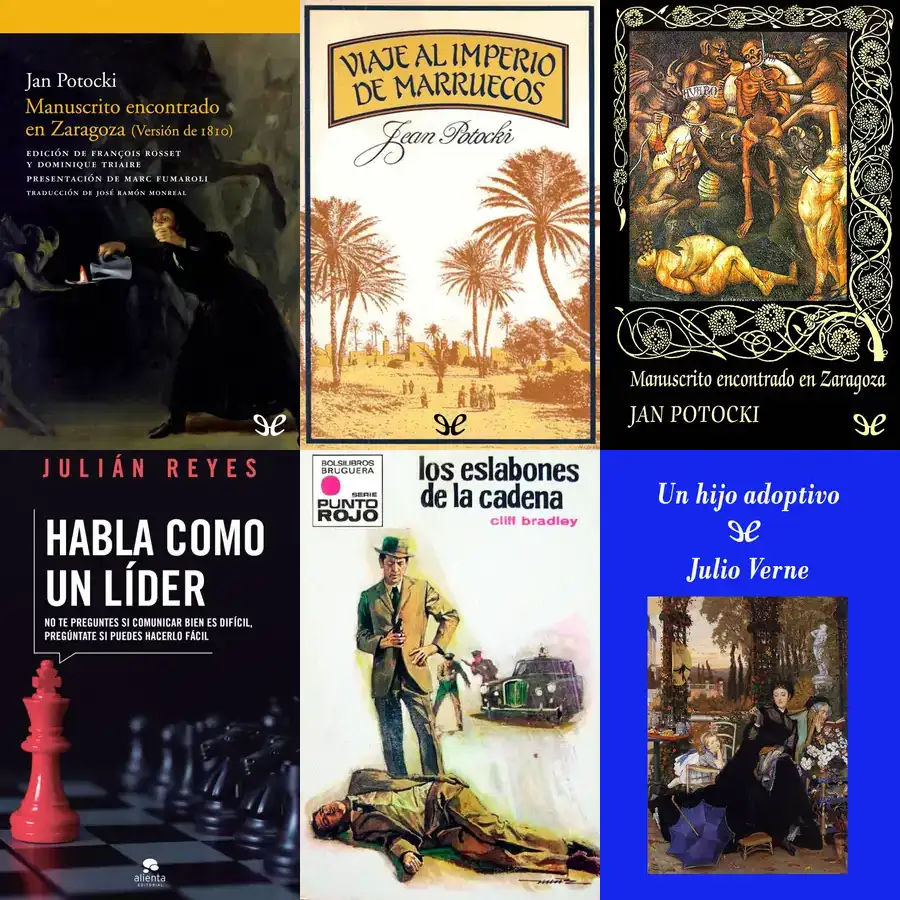 Jan Potocki
Manuscrito encontrado
en Zaragoza (Versión de 1810)
EDICIÓN DE FRANÇOIS ROSSET
Y DOMINIQUE TRIAIRE
PRESENTACIÓN DE MARC FUMAROLI
TRADUCCIÓN DE JOSÉ RAMÓN MONREAL
VIAJE AL IMPERIO
DE MARRUECOS
Jean Potocki
Manuscrito encontrado en Zaragoza
JAN POTOCKI
JULIÁN REYES
HABLA COMO
UN LÍDER
NO TE PREGUNTES SI COMUNICAR BIEN ES DIFÍCIL,
PREGÚNTATE SI PUEDES HACERLO FÁCIL
alienta
EDITORIAL
BOLSILIBROS
BRUGUERA
SERIE
PUNTO
ROJO
los eslabones
de la cadena
cliff bradley
Un hijo adoptivo
Julio Verne